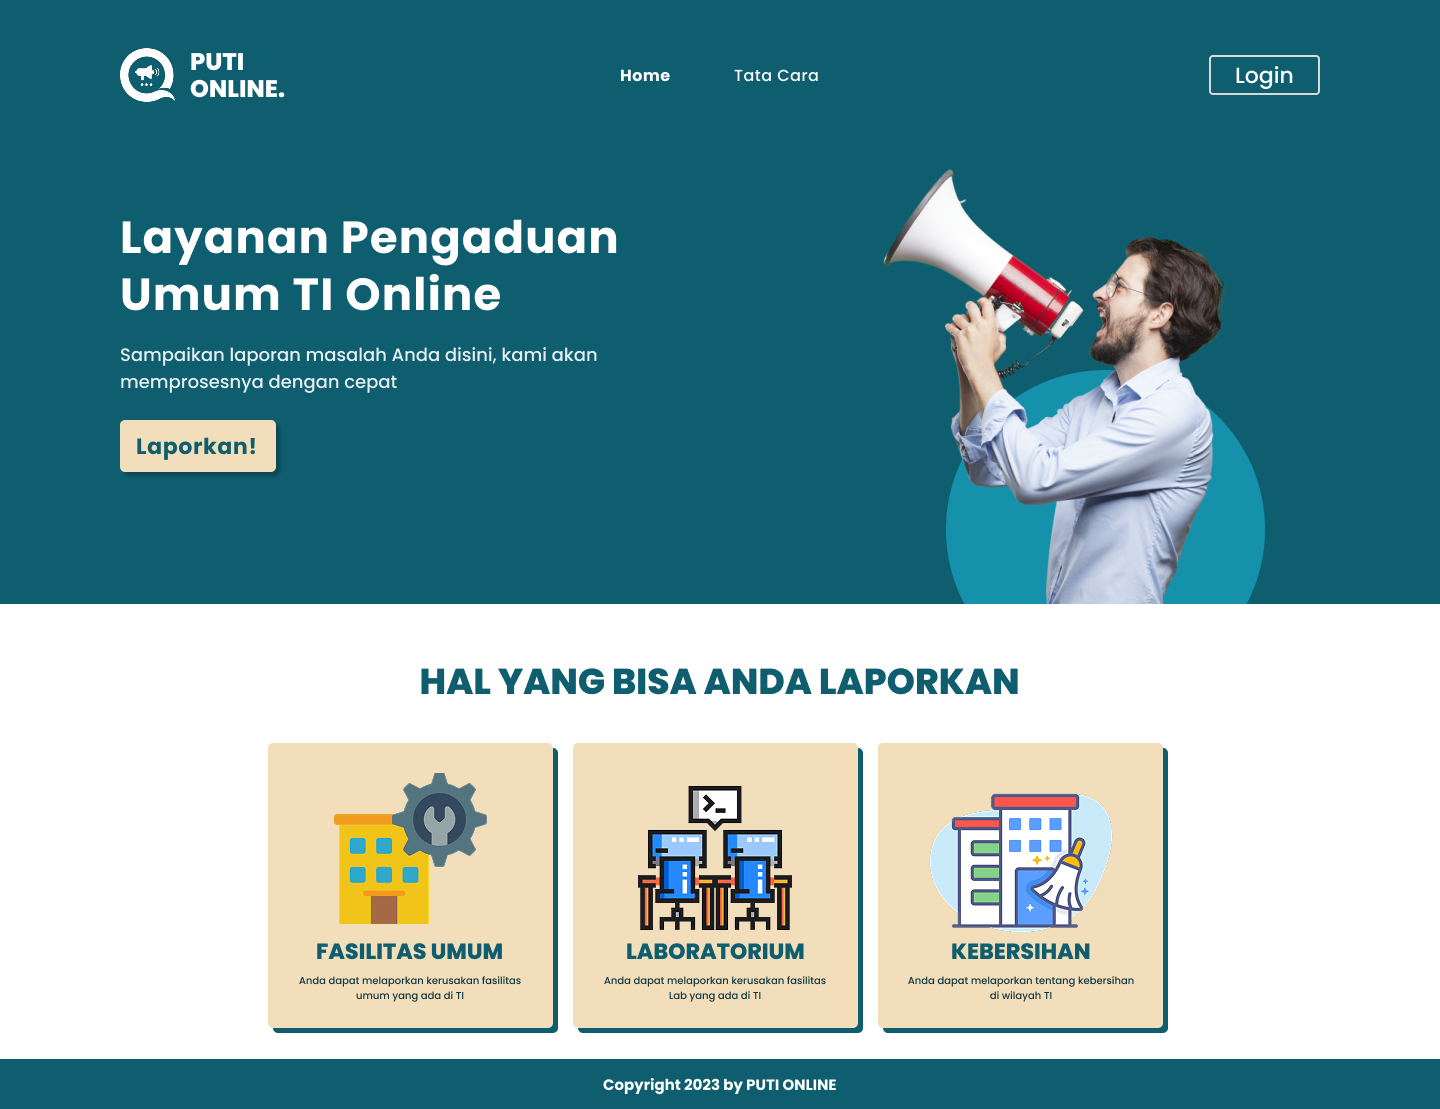 PUTI
ONLINE.
Home
Tata Cara
Login
Layanan Pengaduan
Umum TI Online
Sampaikan laporan masalah Anda disini, kami akan
memprosesnya dengan cepat
Laporkan!
HAL YANG BISA ANDA LAPORKAN
FASILITAS UMUM
Anda dapat melaporkan kerusakan fasilitas
umum yang ada di TI
LABORATORIUM
Anda dapat melaporkan kerusakan fasilitas
Lab yang ada di TI
KEBERSIHAN
Anda dapat melaporkan tentang kebersihan
di wilayah TI
Copyright 2023 by PUTI ONLINE